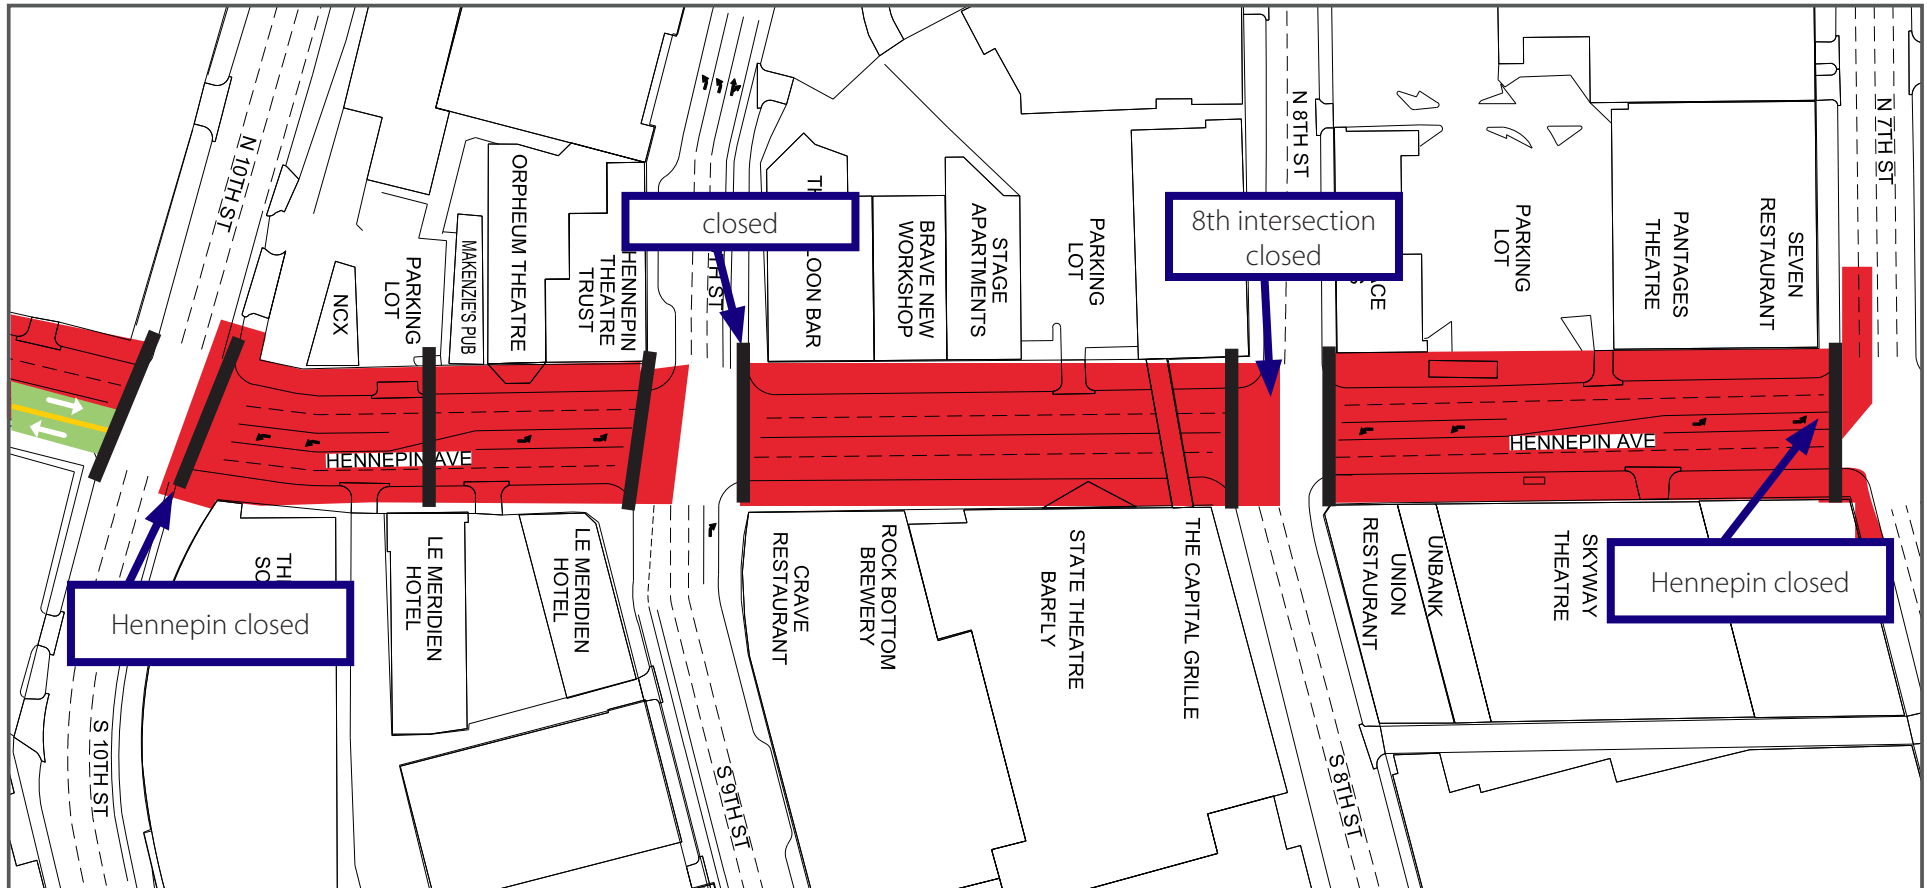 N 10TH ST
N 8TH ST
N 7TH ST
ORPHEUM THEATRE
MAKENZIE'S PUB
PARKING
LOT
NCX
HENNEPIN
THEATRE
TRUST
closed
LOON BAR
BRAVE NEW
WORKSHOP
STAGE
APARTMENTS
PARKING
LOT
8th intersection
closed
PARKING
LOT
PANTAGES
THEATRE
SEVEN
RESTAURANT
HENNEPIN AVE
HENNEPIN AVE
Hennepin closed
LE MERIDIEN
HOTEL
LE MERIDIEN
HOTEL
CRAVE
RESTAURANT
ROCK BOTTOM
BREWERY
STATE THEATRE
BARFLY
THE CAPITAL GRILLE
UNION
RESTAURANT
UNBANK
SKYWAY
THEATRE
Hennepin closed
S 10TH ST
S 9TH ST
S 8TH ST